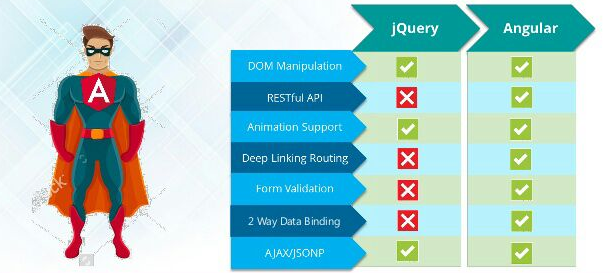 jQuery Angular
DOM Manipulation
RESTful API
Animation Support
Deep Linking Routing
Form Validation
2 Way Data Binding
AJAX/JSONP
A